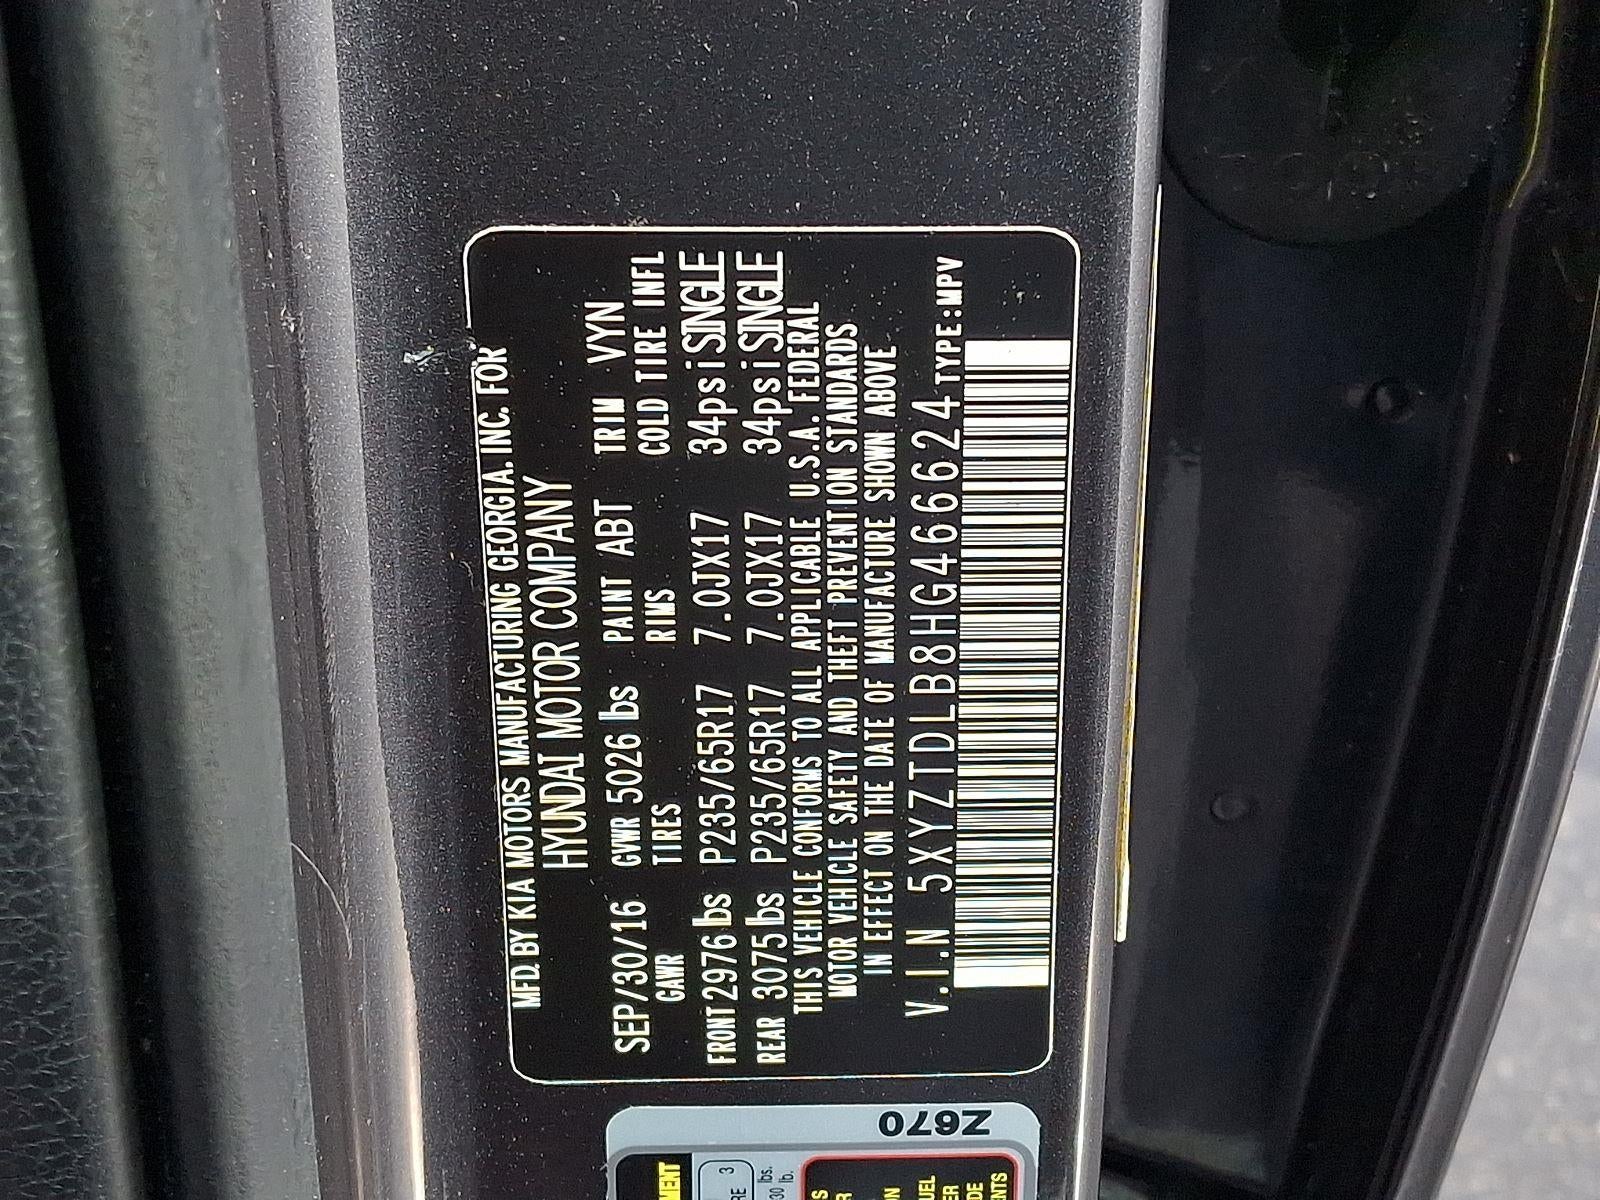 MFD. BY KIA MOTORS MANUFACTURING GEORGIA. INC. FOR
HYUNDAI MOTOR COMPANY
SEP/30/16 GVWR 5026 lbs PAINT ABT TRIM VYN
GAWR TIRES RIMS COLD TIRE INFL
FRONT 2976 lbs P235/65R17 7.0JX17 34psi SINGLE
REAR 3075 lbs P235/65R17 7.0JX17 34psi SINGLE
THIS VEHICLE CONFORMS TO ALL APPLICABLE U.S.A. FEDERAL
MOTOR VEHICLE SAFETY AND THEFT PREVENTION STANDARDS
IN EFFECT ON THE DATE OF MANUFACTURE SHOWN ABOVE
V.I.N 5XYZTDLB8HG466624 TYPE:MPV
Z670
3
lbs.
lb.